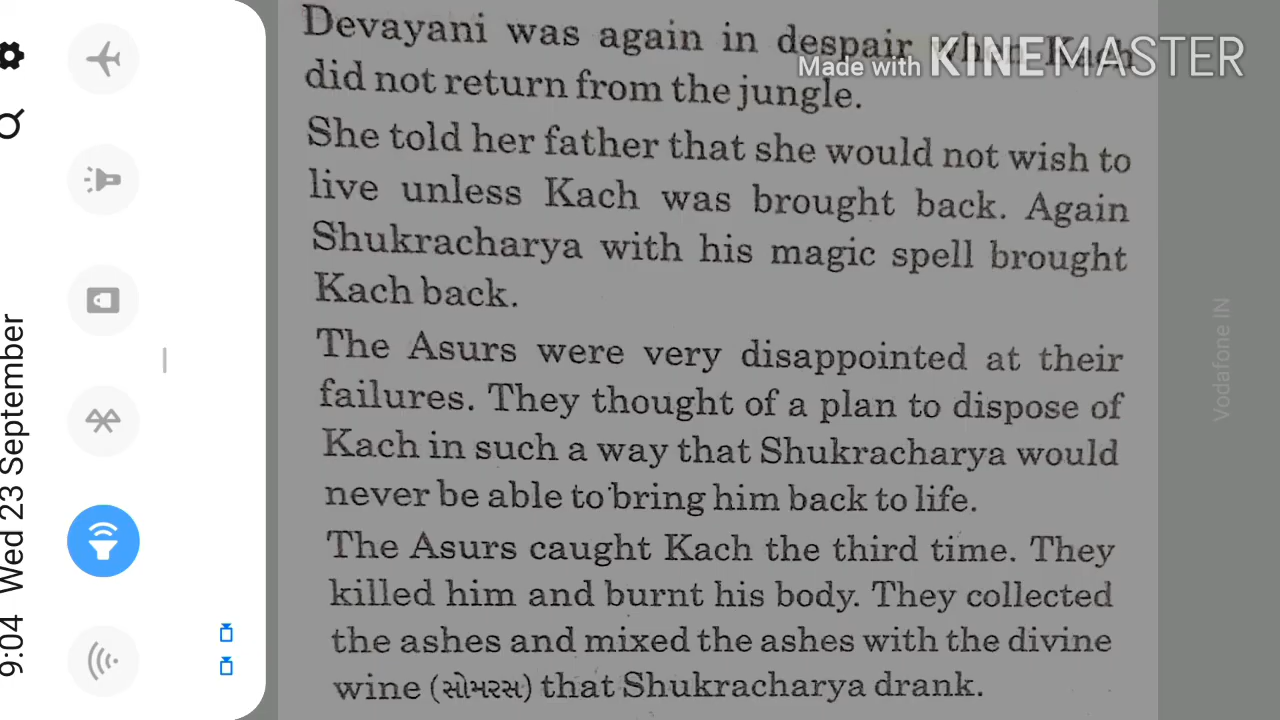 Devayani was again in despair when Kach
did not return from the jungle.
She told her father that she would not wish to
live unless Kach was brought back. Again
Shukracharya with his magic spell brought
Kach back.
The Asurs were very disappointed at their
failures. They thought of a plan to dispose of
Kach in such a way that Shukracharya would
never be able to bring him back to life.
The Asurs caught Kach the third time. They
killed him and burnt his body. They collected
the ashes and mixed the ashes with the divine
wine (સોમરસ) that Shukracharya drank.
Made with KINEMASTER
9:04 Wed 23 September
Vodafone IN